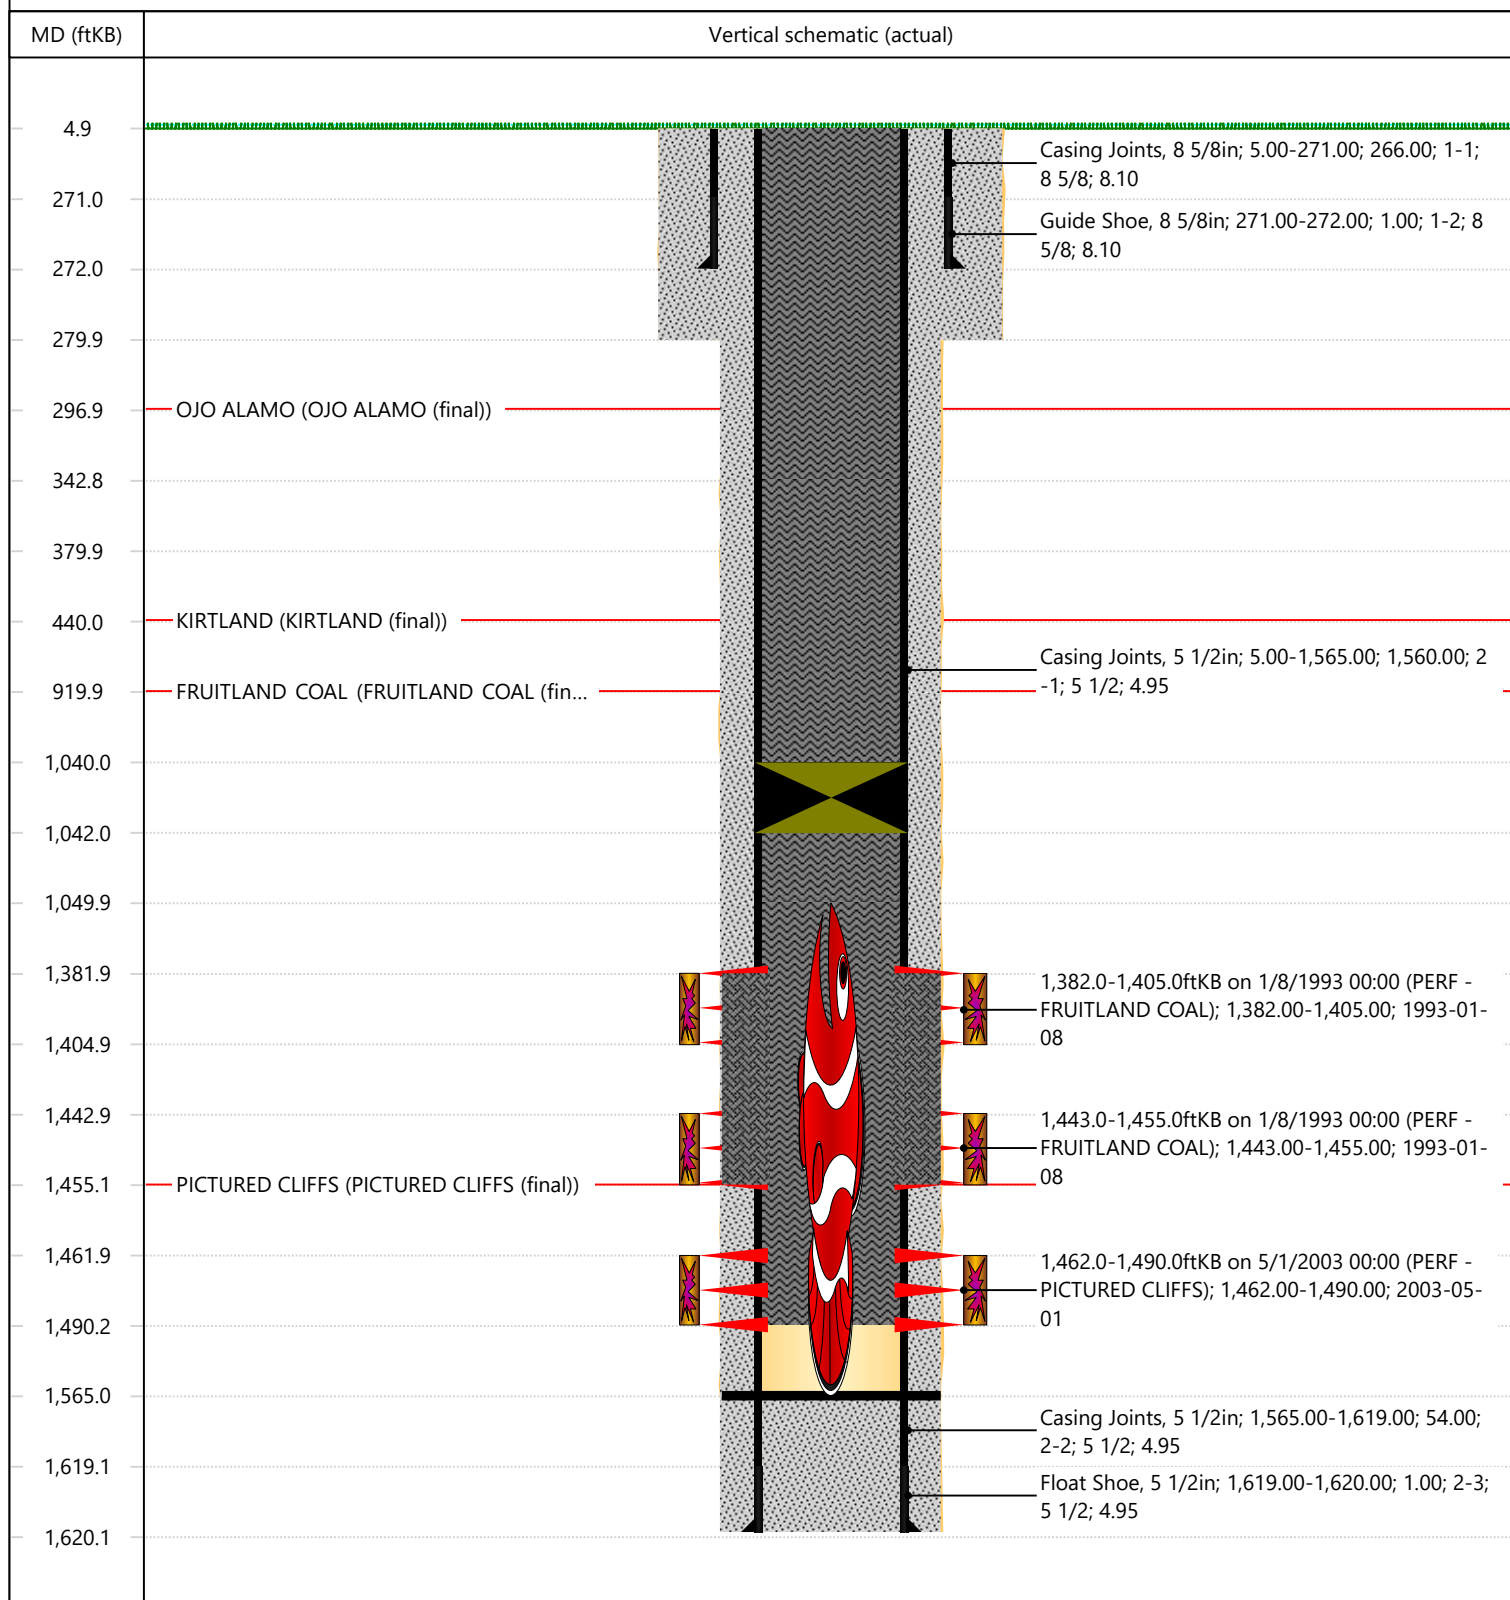 MD (ftKB)
Vertical schematic (actual)
4.9
Casing Joints, 8 5/8in; 5.00-271.00; 266.00; 1-1;
8 5/8; 8.10
271.0
Guide Shoe, 8 5/8in; 271.00-272.00; 1.00; 1-2; 8
5/8; 8.10
272.0
279.9
296.9
OJO ALAMO (OJO ALAMO (final))
342.8
379.9
440.0
KIRTLAND (KIRTLAND (final))
Casing Joints, 5 1/2in; 5.00-1,565.00; 1,560.00; 2
-1; 5 1/2; 4.95
919.9
FRUITLAND COAL (FRUITLAND COAL (fin...
1,040.0
1,042.0
1,049.9
1,381.9
1,382.0-1,405.0ftKB on 1/8/1993 00:00 (PERF -
FRUITLAND COAL); 1,382.00-1,405.00; 1993-01-
08
1,404.9
1,442.9
1,443.0-1,455.0ftKB on 1/8/1993 00:00 (PERF -
FRUITLAND COAL); 1,443.00-1,455.00; 1993-01-
08
1,455.1
PICTURED CLIFFS (PICTURED CLIFFS (final))
1,461.9
1,462.0-1,490.0ftKB on 5/1/2003 00:00 (PERF -
PICTURED CLIFFS); 1,462.00-1,490.00; 2003-05-
01
1,490.2
1,565.0
Casing Joints, 5 1/2in; 1,565.00-1,619.00; 54.00;
2-2; 5 1/2; 4.95
1,619.1
Float Shoe, 5 1/2in; 1,619.00-1,620.00; 1.00; 2-3;
5 1/2; 4.95
1,620.1